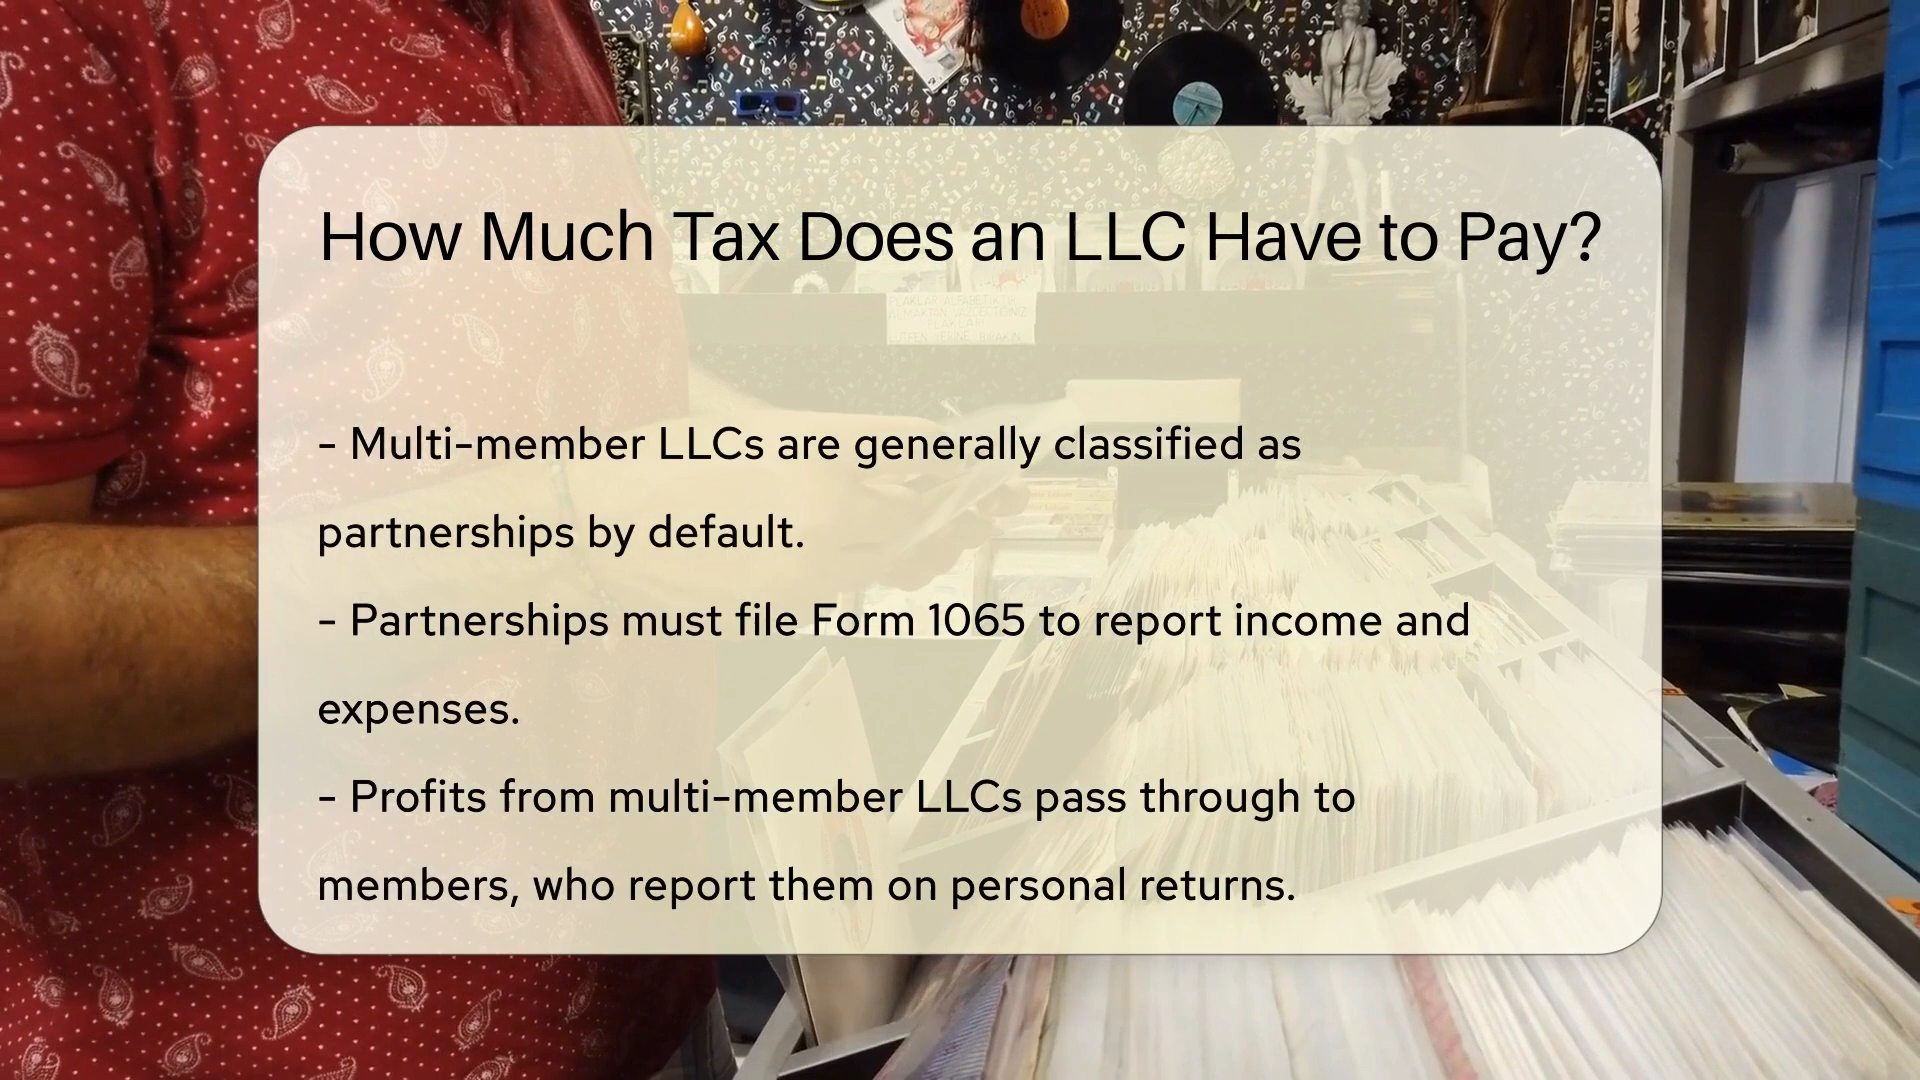 How Much Tax Does an LLC Have to Pay?
- Multi-member LLCs are generally classified as
partnerships by default.
- Partnerships must file Form 1065 to report income and
expenses.
- Profits from multi-member LLCs pass through to
members, who report them on personal returns.